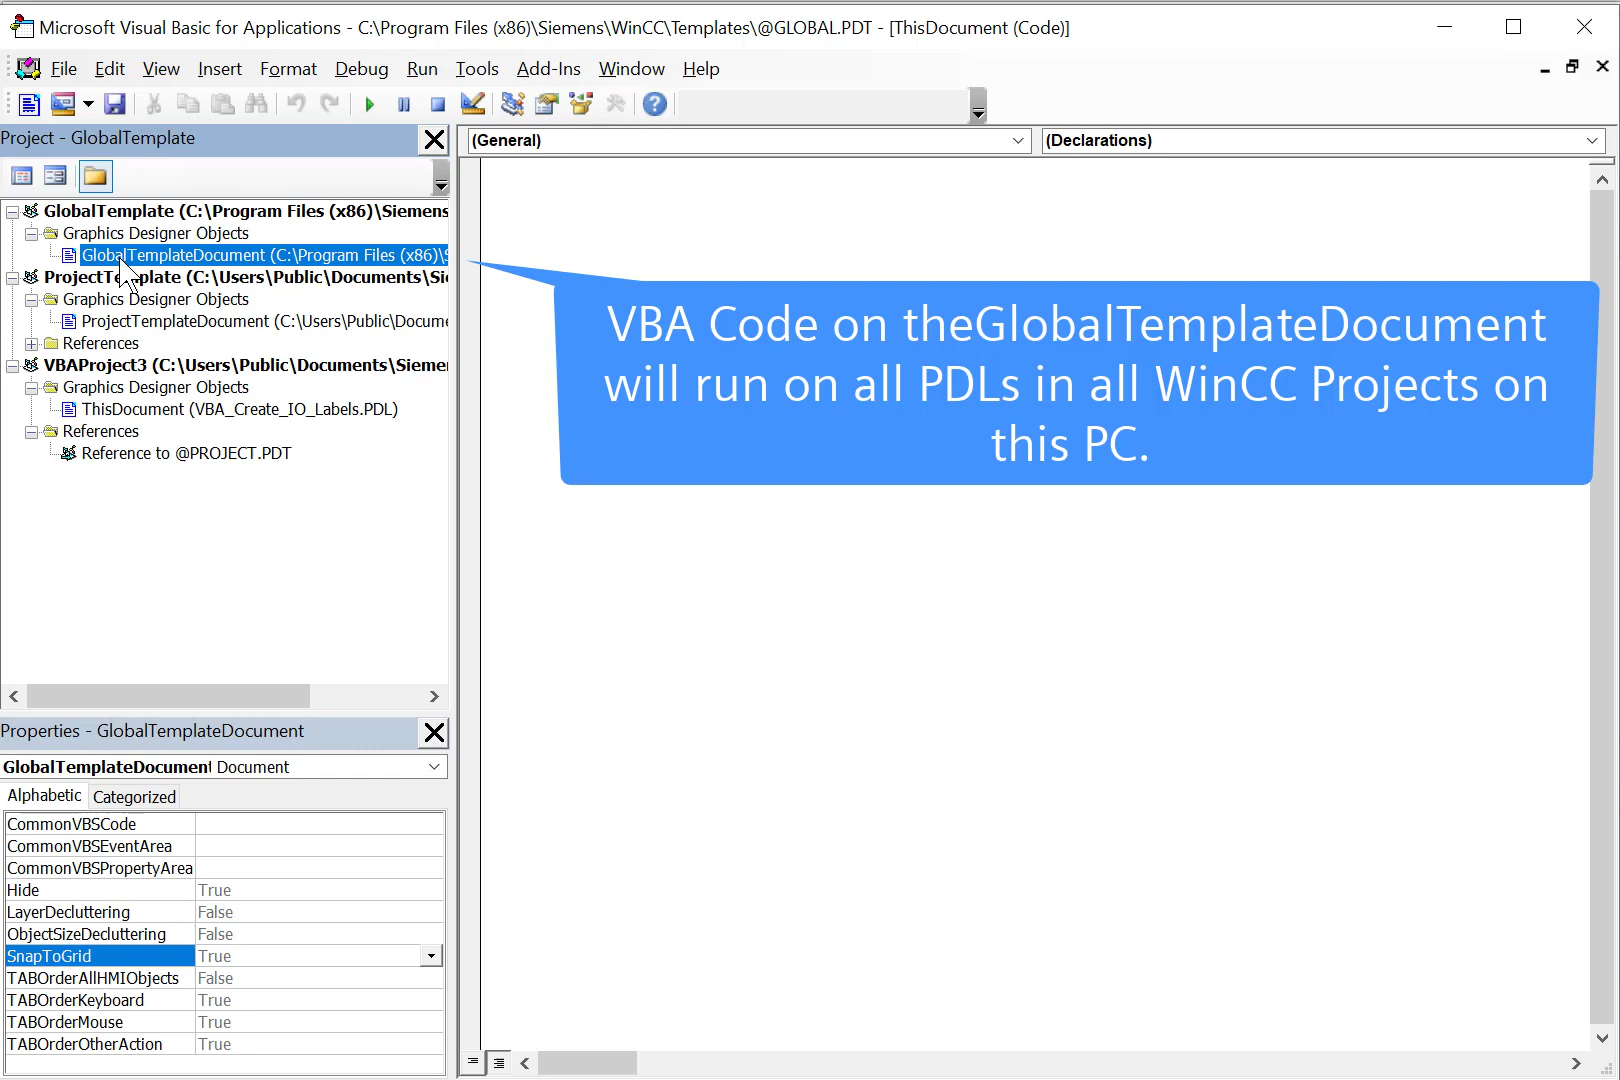 Microsoft Visual Basic for Applications - C:\Program Files (x86)\Siemens\WinCC\Templates\@GLOBAL.PDT - [ThisDocument (Code)]
File Edit View Insert Format Debug Run Tools Add-Ins Window Help
Project - GlobalTemplate
(General)
(Declarations)
GlobalTemplate (C:\Program Files (x86)\Siemens
Graphics Designer Objects
GlobalTemplateDocument (C:\Program Files (x86)\S
ProjectTemplate (C:\Users\Public\Documents\Sie
Graphics Designer Objects
ProjectTemplateDocument (C:\Users\Public\Docume
References
VBAProject3 (C:\Users\Public\Documents\Siemen
Graphics Designer Objects
ThisDocument (VBA_Create_IO_Labels.PDL)
References
Reference to @PROJECT.PDT
VBA Code on theGlobalTemplateDocument
will run on all PDLs in all WinCC Projects on
this PC.
Properties - GlobalTemplateDocument
GlobalTemplateDocument Document
Alphabetic Categorized
CommonVBSCode
CommonVBSEventArea
CommonVBSPropertyArea
Hide True
LayerDecluttering False
ObjectSizeDecluttering False
SnapToGrid True
TABOrderAllHMIObjects False
TABOrderKeyboard True
TABOrderMouse True
TABOrderOtherAction True